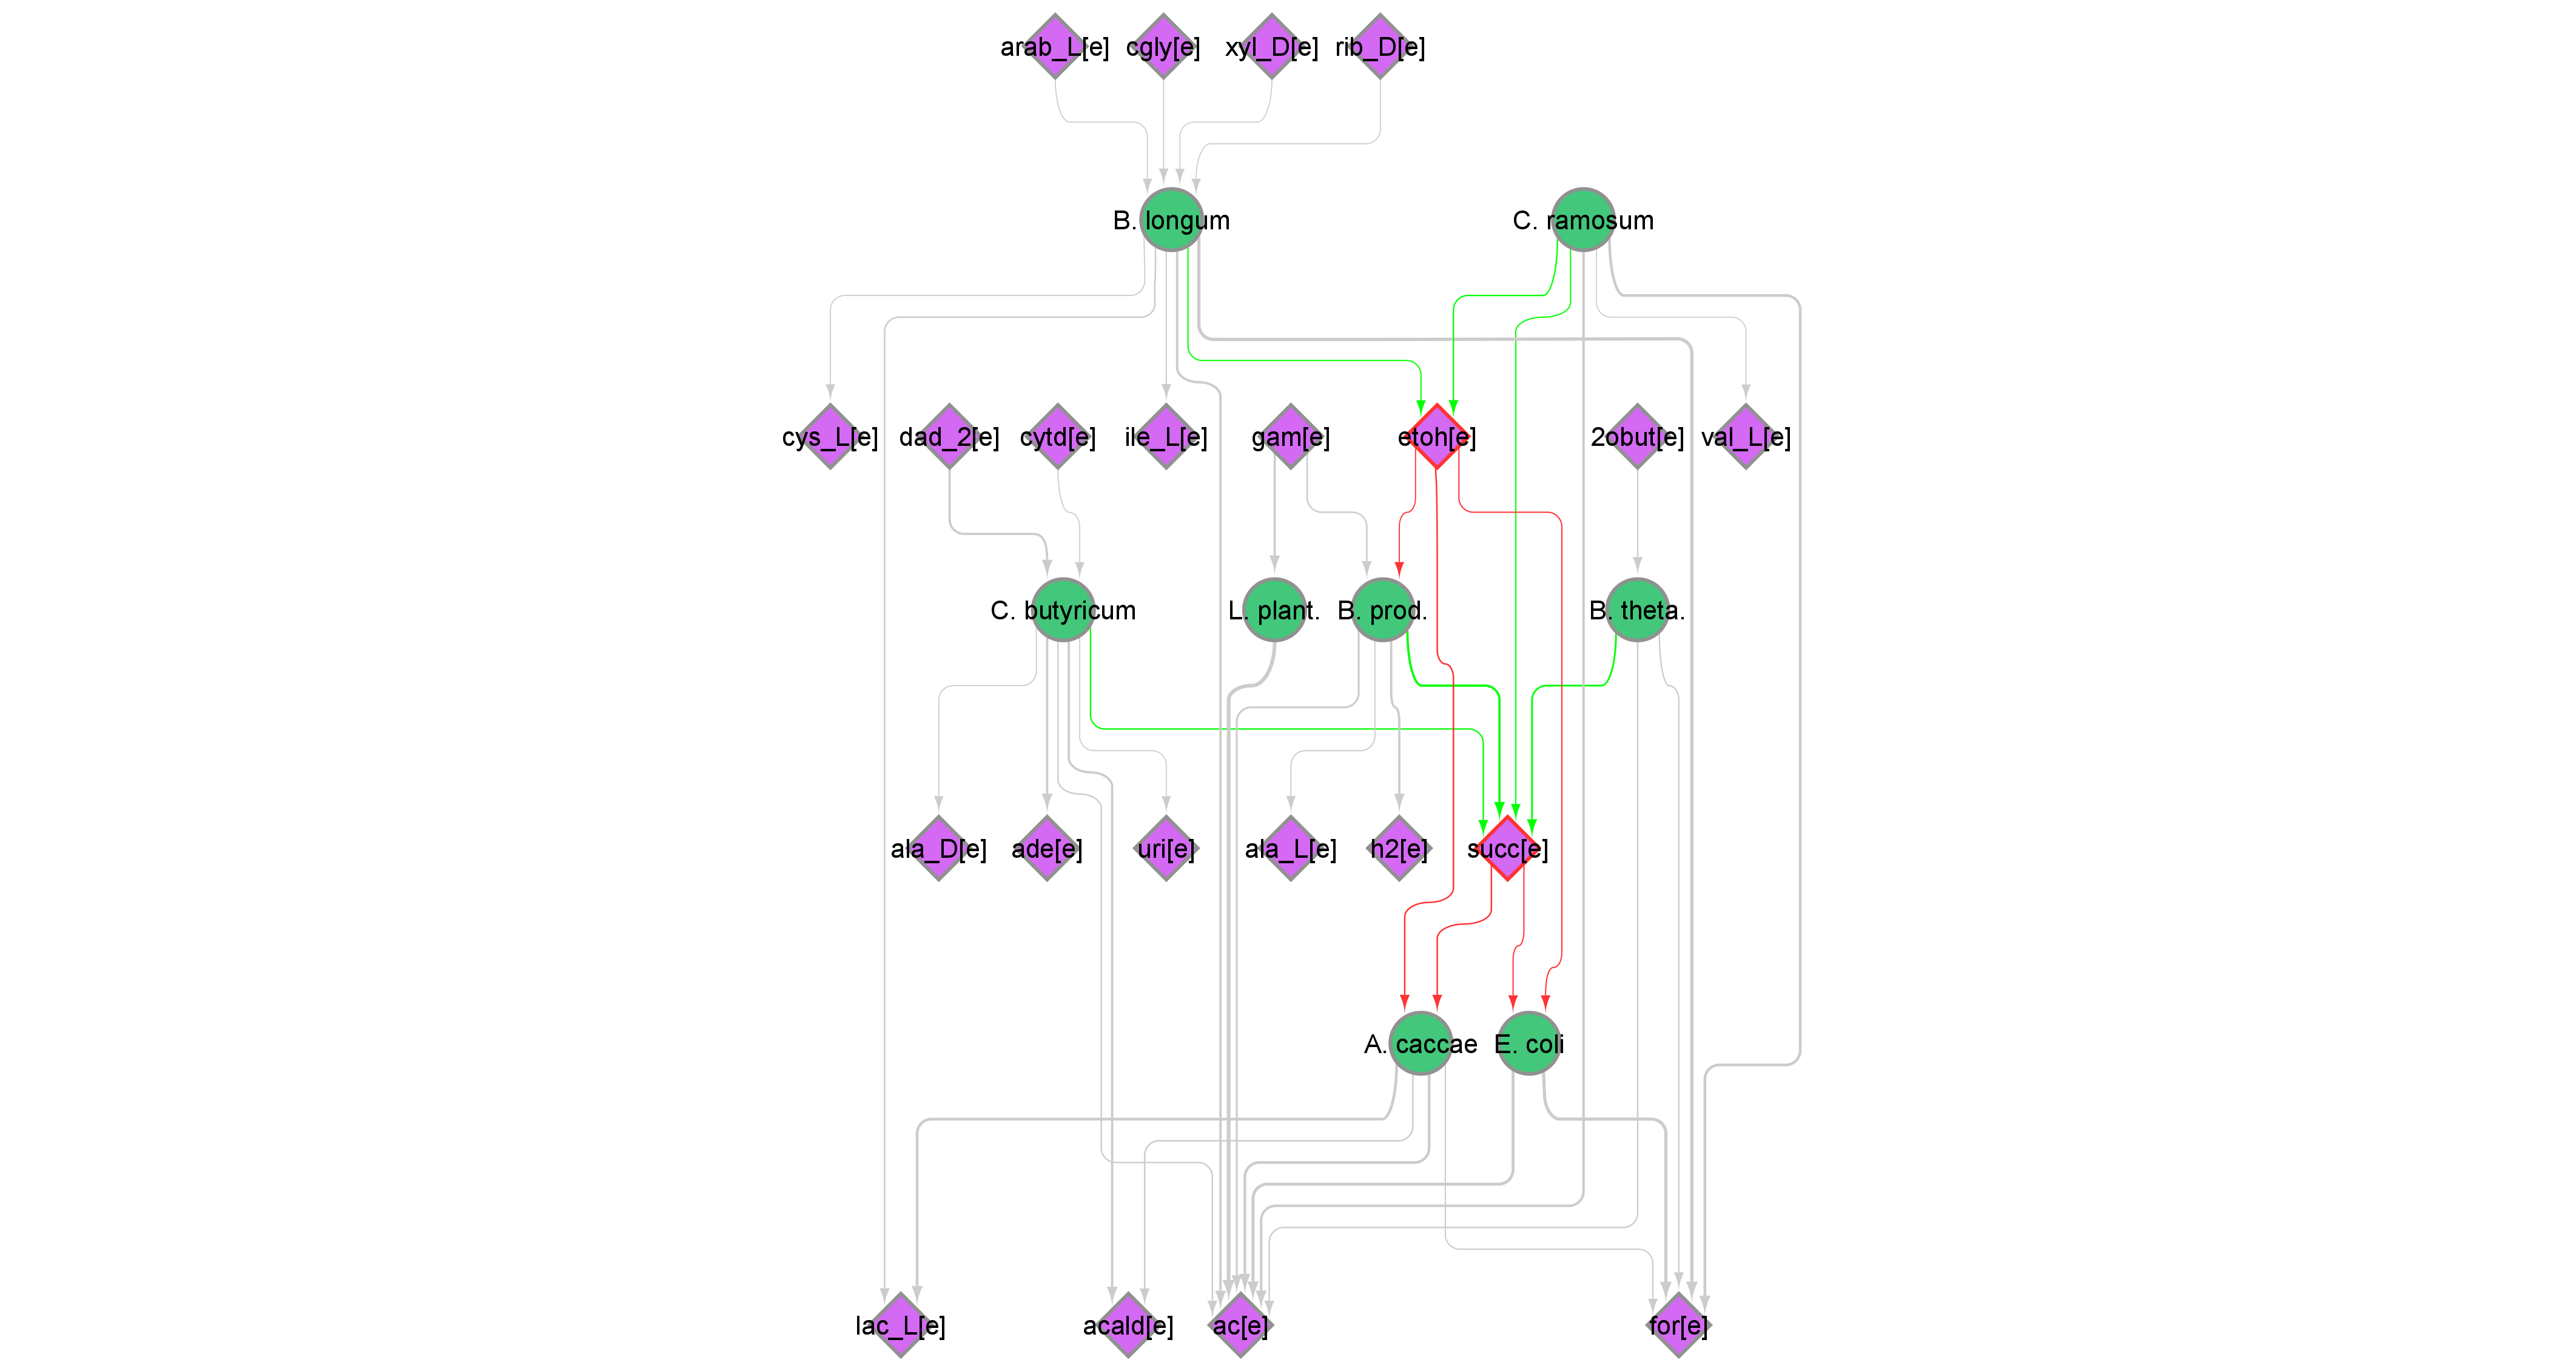 arab_L[e] cgly[e] xyl_D[e] rib_D[e]
B. longum C. ramosum
cys_L[e] dad_2[e] cytd[e] ile_L[e] gam[e] etoh[e] 2obut[e] val_L[e]
C. butyricum L. plant. B. prod. B. theta.
ala_D[e] ade[e] uri[e] ala_L[e] h2[e] succ[e]
A. caccae E. coli
lac_L[e] acald[e] ac[e] for[e]